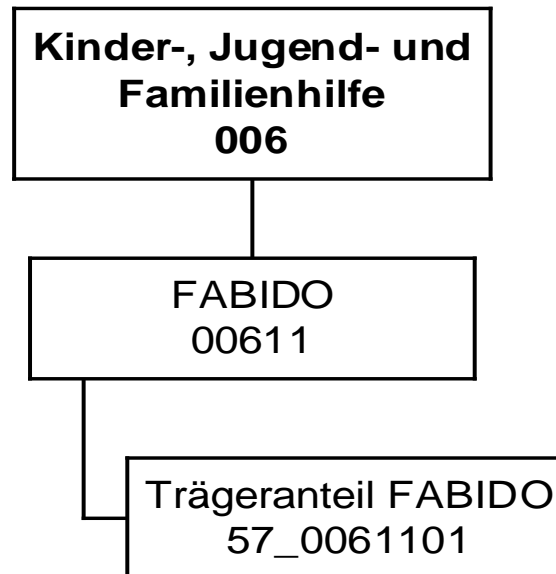 Kinder-, Jugend- und
Familienhilfe
006
FABIDO
00611
Trägeranteil FABIDO
57_0061101